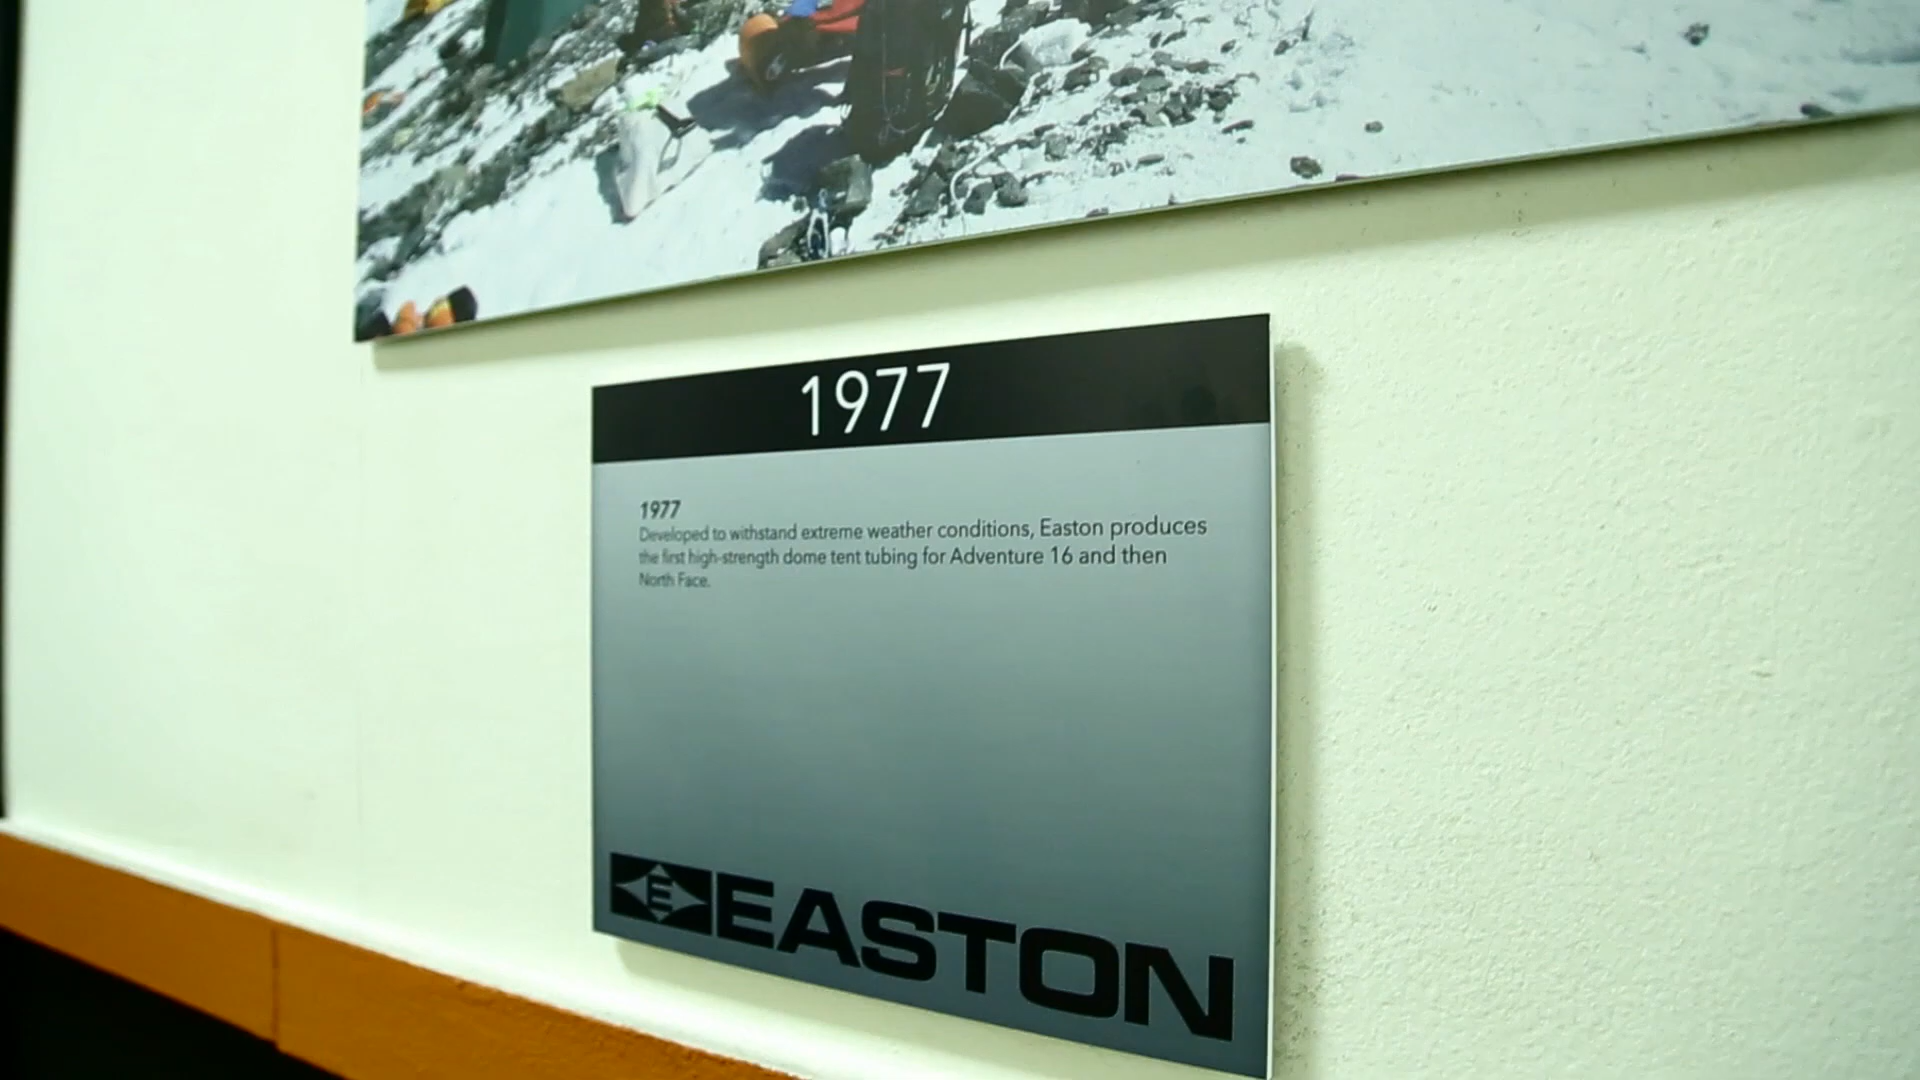 1977
1977
Developed to withstand extreme weather conditions, Easton produces
the first high-strength dome tent tubing for Adventure 16 and then
North Face.
E EASTON